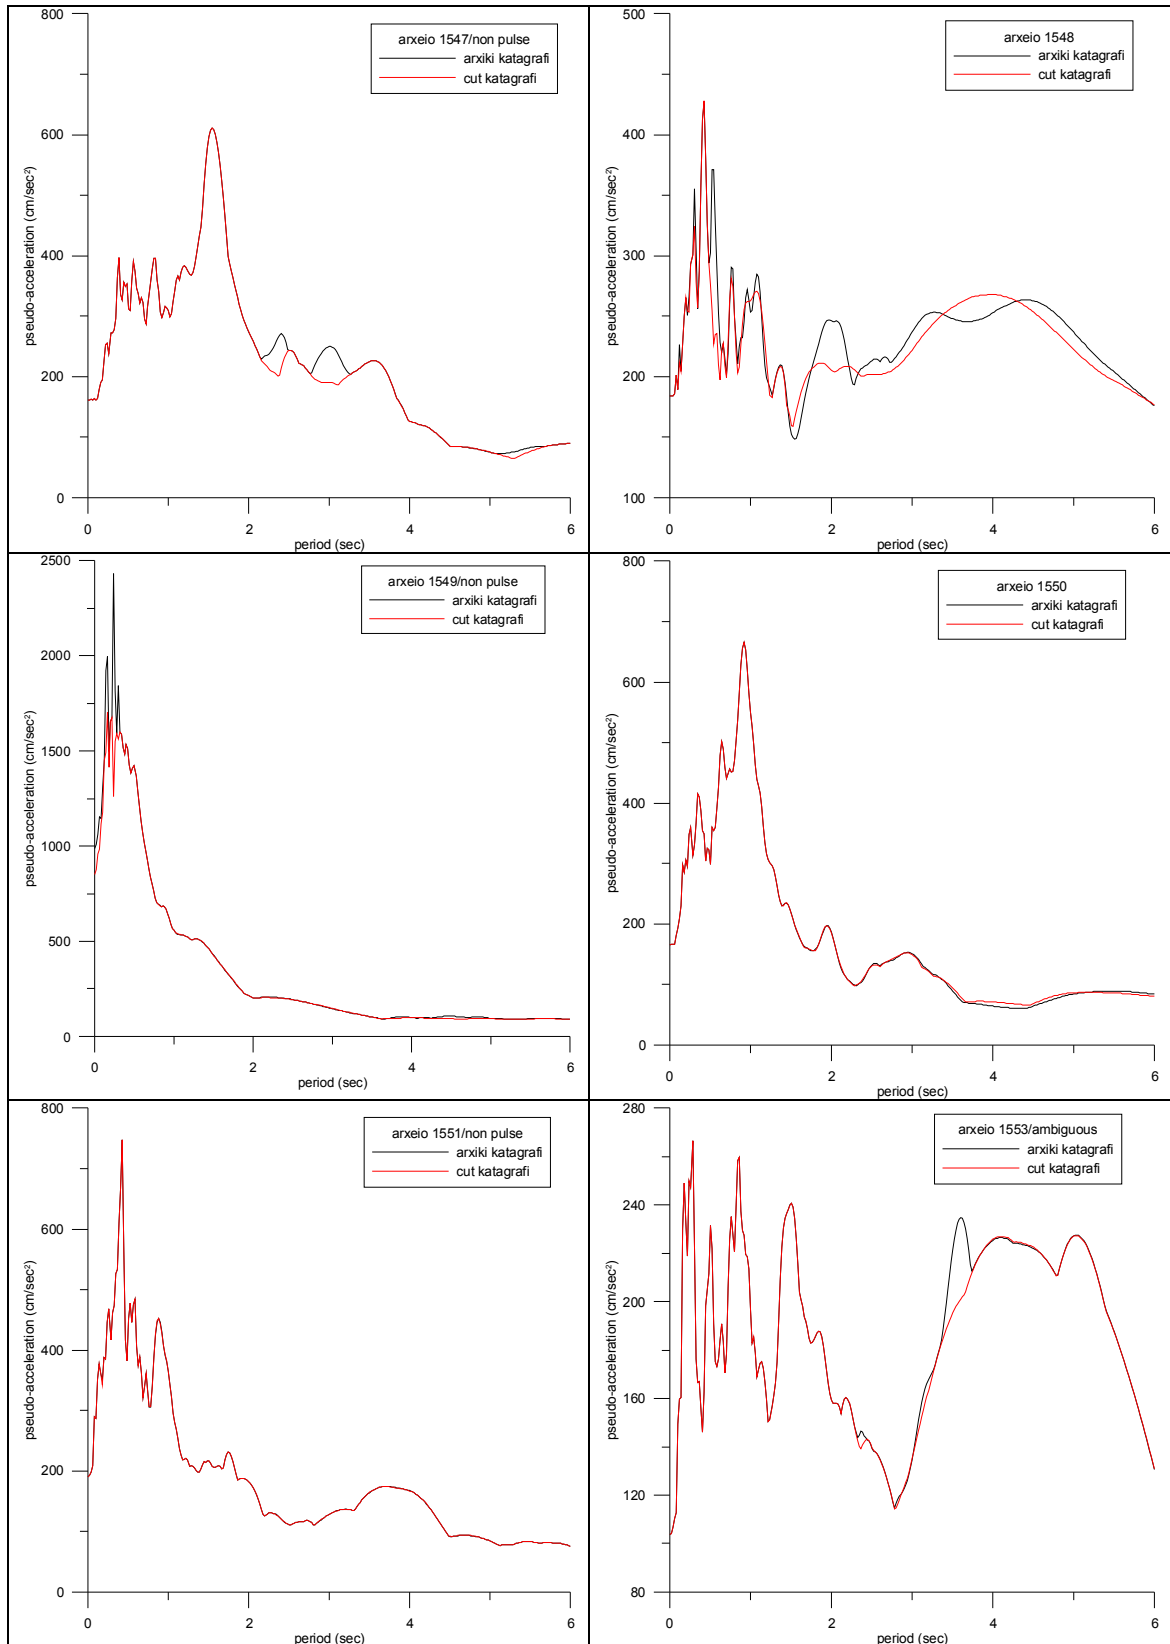 800
600
400
200
0
pseudo-acceleration (cm/sec²)
arxeio 1547/non pulse
arxiki katagrafi
cut katagrafi
0 2 4 6
period (sec)
500
400
300
200
100
pseudo-acceleration (cm/sec²)
arxeio 1548
arxiki katagrafi
cut katagrafi
0 2 4 6
period (sec)
2500
2000
1500
1000
500
0
pseudo-acceleration (cm/sec²)
arxeio 1549/non pulse
arxiki katagrafi
cut katagrafi
0 2 4 6
period (sec)
800
600
400
200
0
pseudo-acceleration (cm/sec²)
arxeio 1550
arxiki katagrafi
cut katagrafi
0 2 4 6
period (sec)
800
600
400
200
0
pseudo-acceleration (cm/sec²)
arxeio 1551/non pulse
arxiki katagrafi
cut katagrafi
0 2 4 6
period (sec)
280
240
200
160
120
80
pseudo-acceleration (cm/sec²)
arxeio 1553/ambiguous
arxiki katagrafi
cut katagrafi
0 2 4 6
period (sec)